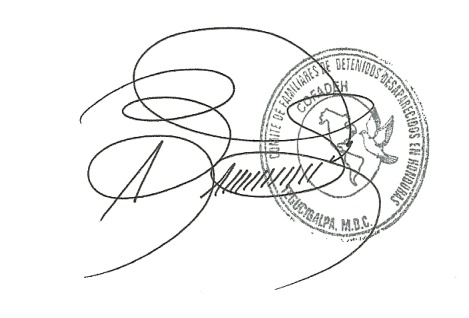 COMITE DE FAMILIARES DE DETENIDOS DESAPARECIDOS EN HONDURAS
COFADEH
TEGUCIGALPA, M.D.C.